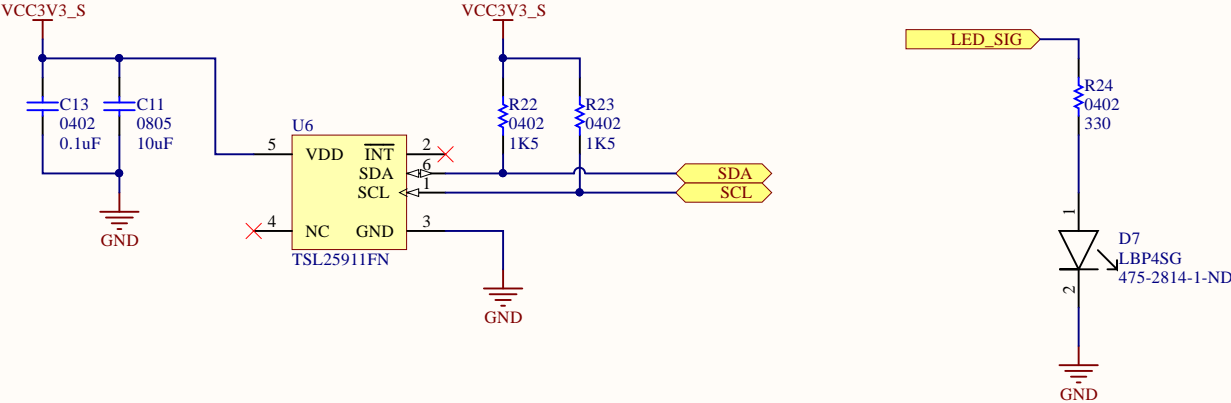 VCC3V3_S
C13
0402
0.1uF
C11
0805
10uF
GND
U6
5
VDD
4
NC
INT
2
SDA
6
SCL
1
GND
3
TSL25911FN
VCC3V3_S
R22
0402
1K5
R23
0402
1K5
SDA
SCL
GND
LED_SIG
R24
0402
330
1
2
D7
LBP4SG
475-2814-1-ND
GND